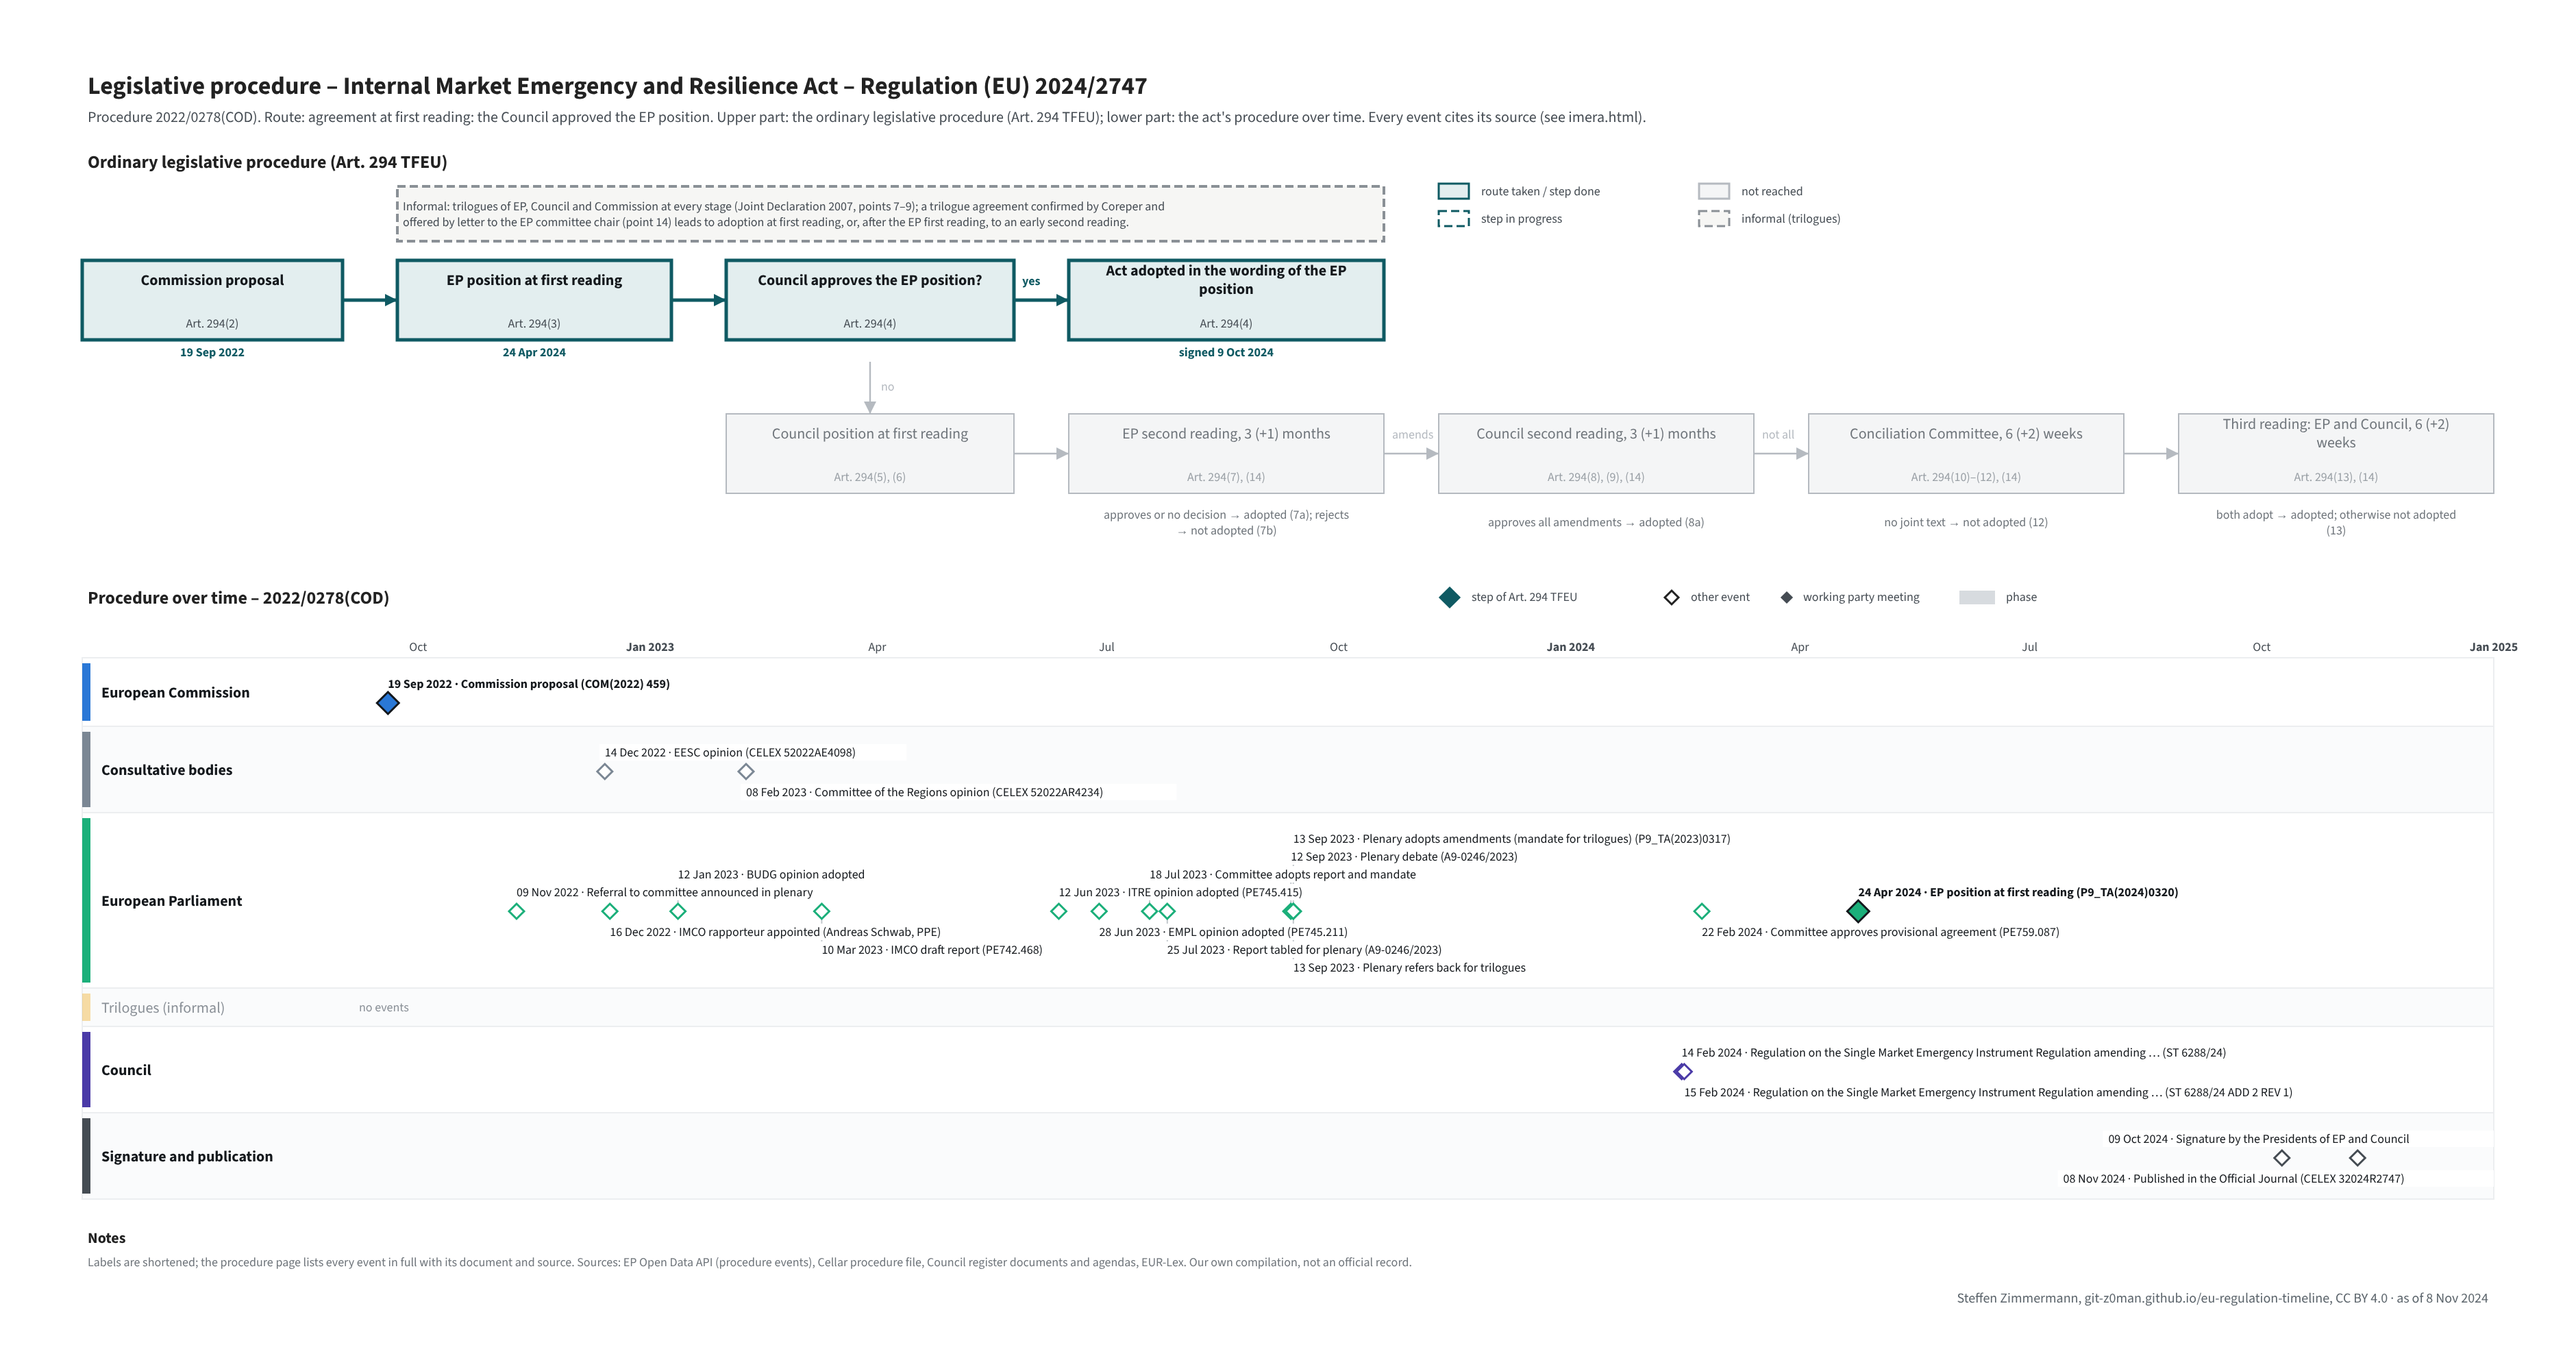 Legislative procedure – Internal Market Emergency and Resilience Act – Regulation (EU) 2024/2747
Procedure 2022/0278(COD). Route: agreement at first reading: the Council approved the EP position. Upper part: the ordinary legislative procedure (Art. 294 TFEU); lower part: the act's procedure over time. Every event cites its source (see imera.html).
Ordinary legislative procedure (Art. 294 TFEU)
Informal: trilogues of EP, Council and Commission at every stage (Joint Declaration 2007, points 7–9); a trilogue agreement confirmed by Coreper and
offered by letter to the EP committee chair (point 14) leads to adoption at first reading, or, after the EP first reading, to an early second reading.
route taken / step done
not reached
step in progress
informal (trilogues)
Commission proposal
Art. 294(2)
19 Sep 2022
EP position at first reading
Art. 294(3)
24 Apr 2024
Council approves the EP position?
Art. 294(4)
yes
Act adopted in the wording of the EP
position
Art. 294(4)
signed 9 Oct 2024
no
Council position at first reading
Art. 294(5), (6)
EP second reading, 3 (+1) months
Art. 294(7), (14)
approves or no decision → adopted (7a); rejects
→ not adopted (7b)
amends
Council second reading, 3 (+1) months
Art. 294(8), (9), (14)
approves all amendments → adopted (8a)
not all
Conciliation Committee, 6 (+2) weeks
Art. 294(10)–(12), (14)
no joint text → not adopted (12)
Third reading: EP and Council, 6 (+2)
weeks
Art. 294(13), (14)
both adopt → adopted; otherwise not adopted
(13)
Procedure over time – 2022/0278(COD)
step of Art. 294 TFEU
other event
working party meeting
phase
Oct
Jan 2023
Apr
Jul
Oct
Jan 2024
Apr
Jul
Oct
Jan 2025
European Commission
19 Sep 2022 · Commission proposal (COM(2022) 459)
Consultative bodies
14 Dec 2022 · EESC opinion (CELEX 52022AE4098)
08 Feb 2023 · Committee of the Regions opinion (CELEX 52022AR4234)
European Parliament
13 Sep 2023 · Plenary adopts amendments (mandate for trilogues) (P9_TA(2023)0317)
12 Sep 2023 · Plenary debate (A9-0246/2023)
12 Jan 2023 · BUDG opinion adopted
18 Jul 2023 · Committee adopts report and mandate
09 Nov 2022 · Referral to committee announced in plenary
12 Jun 2023 · ITRE opinion adopted (PE745.415)
24 Apr 2024 · EP position at first reading (P9_TA(2024)0320)
16 Dec 2022 · IMCO rapporteur appointed (Andreas Schwab, PPE)
28 Jun 2023 · EMPL opinion adopted (PE745.211)
22 Feb 2024 · Committee approves provisional agreement (PE759.087)
10 Mar 2023 · IMCO draft report (PE742.468)
25 Jul 2023 · Report tabled for plenary (A9-0246/2023)
13 Sep 2023 · Plenary refers back for trilogues
Trilogues (informal)
no events
Council
14 Feb 2024 · Regulation on the Single Market Emergency Instrument Regulation amending … (ST 6288/24)
15 Feb 2024 · Regulation on the Single Market Emergency Instrument Regulation amending … (ST 6288/24 ADD 2 REV 1)
Signature and publication
09 Oct 2024 · Signature by the Presidents of EP and Council
08 Nov 2024 · Published in the Official Journal (CELEX 32024R2747)
Notes
Labels are shortened; the procedure page lists every event in full with its document and source. Sources: EP Open Data API (procedure events), Cellar procedure file, Council register documents and agendas, EUR-Lex. Our own compilation, not an official record.
Steffen Zimmermann, git-z0man.github.io/eu-regulation-timeline, CC BY 4.0 · as of 8 Nov 2024